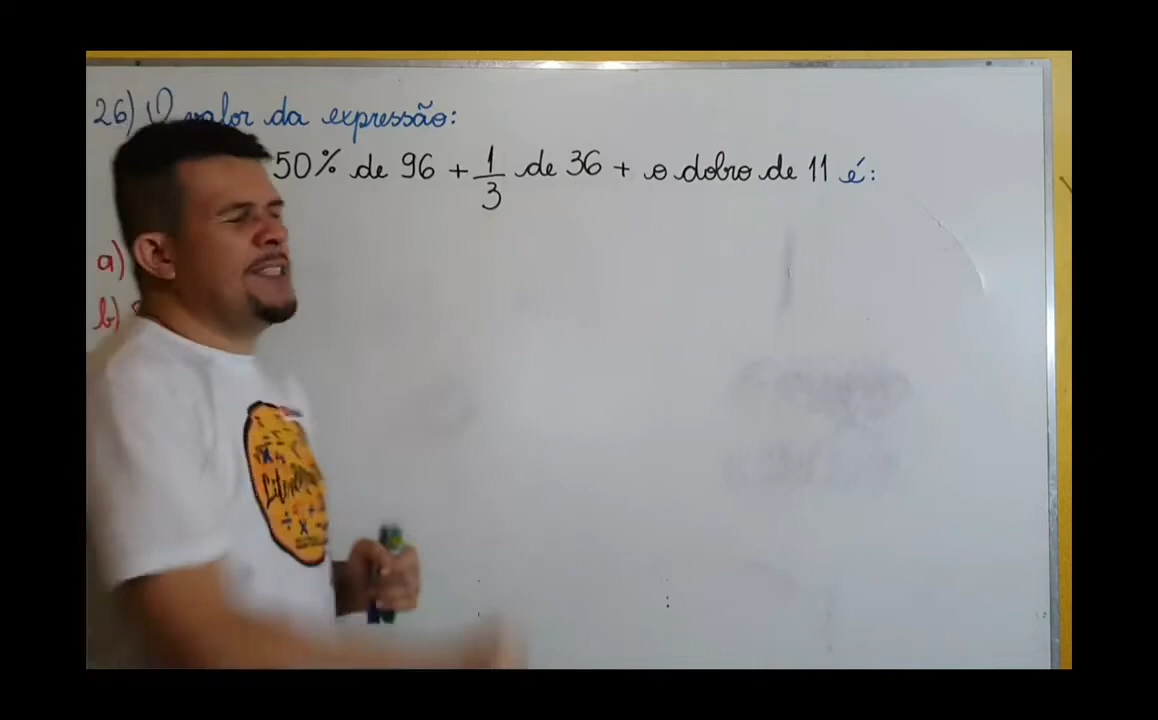 26) O valor da expressão:
50% de 96 + 1/3 de 36 + o dobro de 11 é:
a)
b)